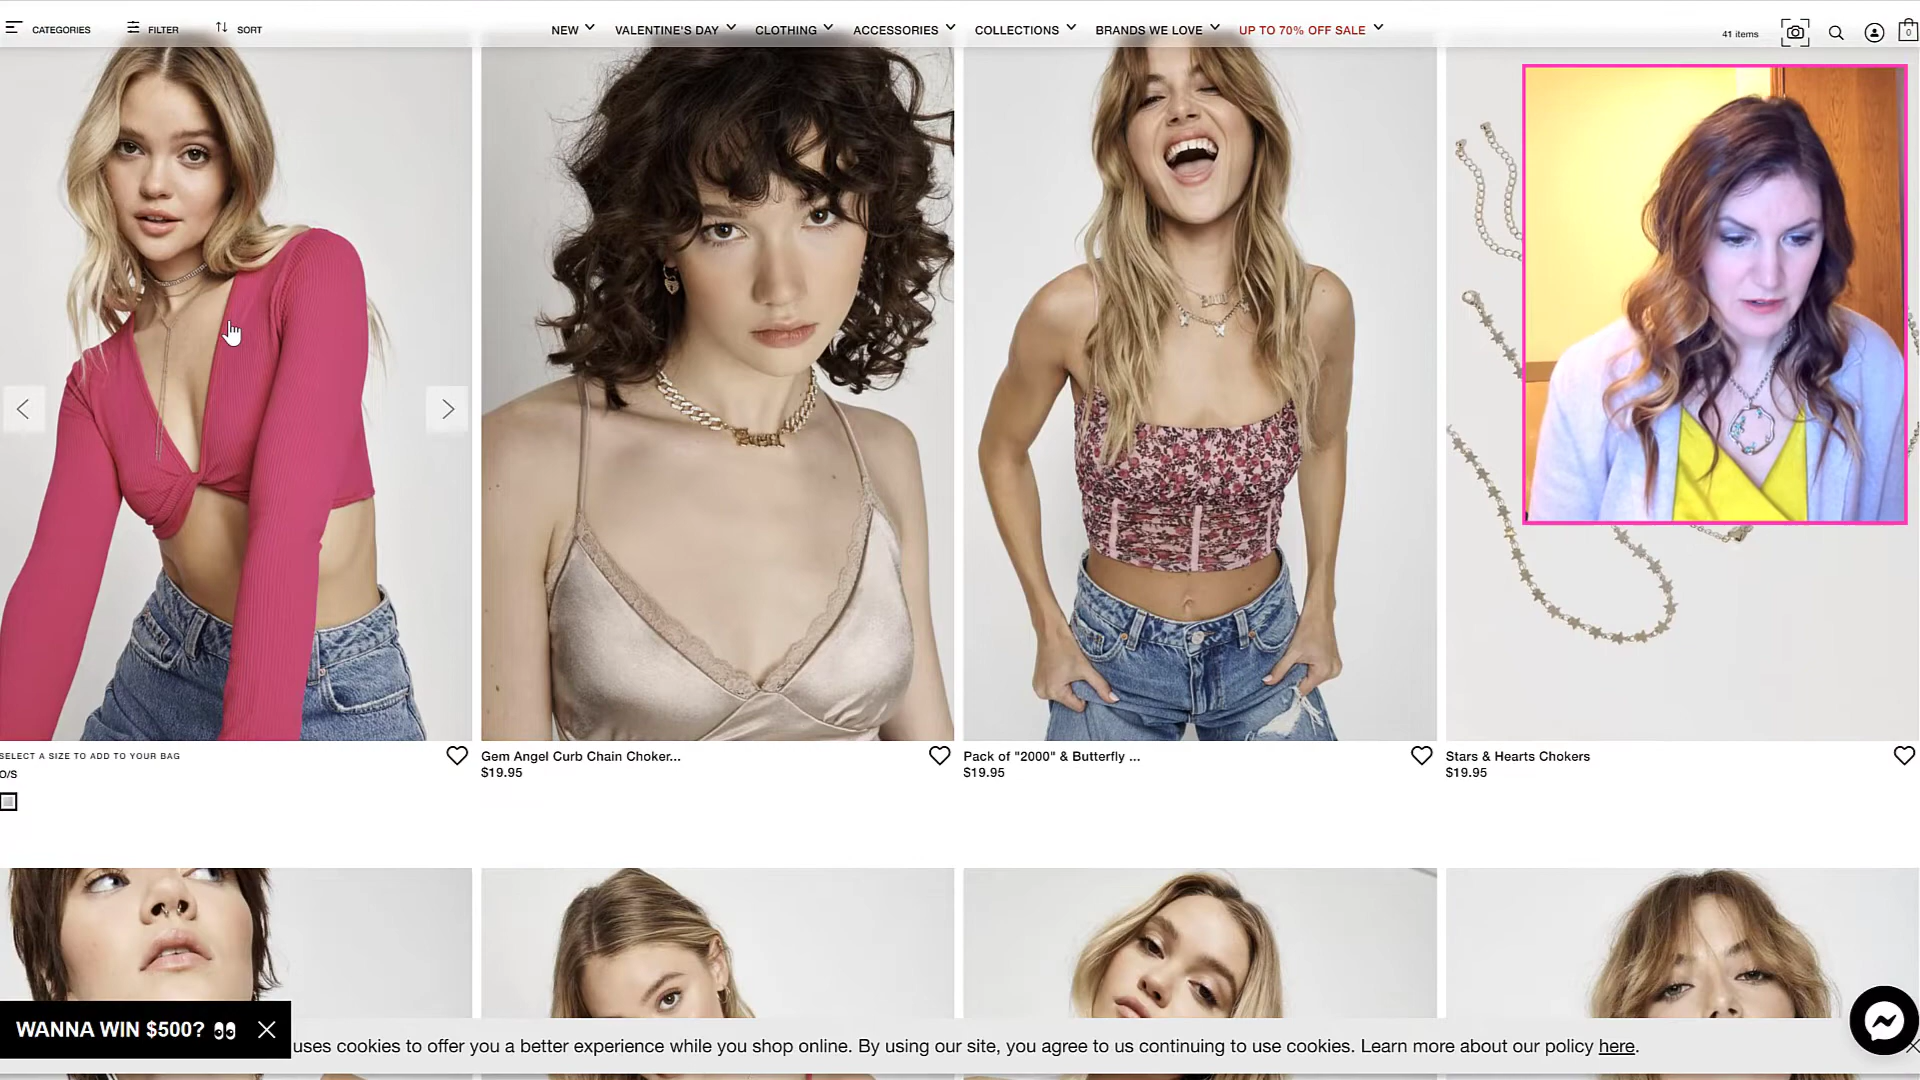 CATEGORIES
FILTER
SORT
NEW
VALENTINE'S DAY
CLOTHING
ACCESSORIES
COLLECTIONS
BRANDS WE LOVE
UP TO 70% OFF SALE
41 items
0
SELECT A SIZE TO ADD TO YOUR BAG
O/S
Gem Angel Curb Chain Choker...
$19.95
Pack of "2000" & Butterfly ...
$19.95
Stars & Hearts Chokers
$19.95
WANNA WIN $500?
uses cookies to offer you a better experience while you shop online. By using our site, you agree to us continuing to use cookies. Learn more about our policy here.